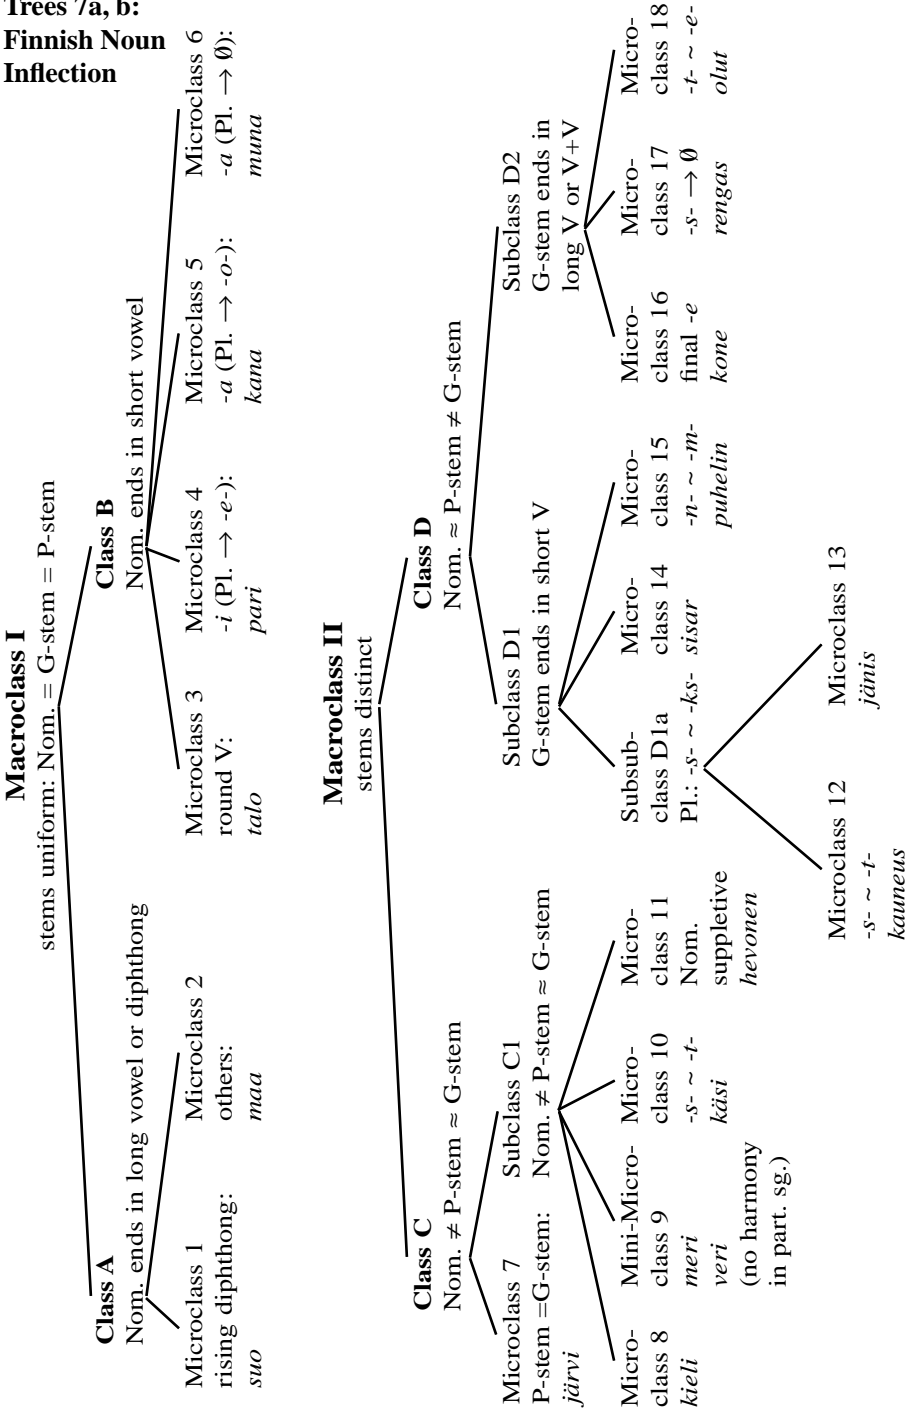 Trees 7a, b:
Finnish Noun
Inflection
Macroclass I
stems uniform: Nom. = G-stem = P-stem
Class A
Nom. ends in long vowel or diphthong
Class B
Nom. ends in short vowel
Microclass 1
rising diphthong:
suo
Microclass 2
others:
maa
Microclass 3
round V:
talo
Microclass 4
-i (Pl. → -e-):
pari
Microclass 5
-a (Pl. → -o-):
kana
Microclass 6
-a (Pl. → Ø):
muna
Macroclass II
stems distinct
Class C
Nom. ≠ P-stem ≈ G-stem
Class D
Nom. ≈ P-stem ≠ G-stem
Microclass 7
P-stem =G-stem:
järvi
Subclass C1
Nom. ≠ P-stem ≈ G-stem
Subclass D1
G-stem ends in short V
Subclass D2
G-stem ends in
long V or V+V
Micro-
class 8
kieli
Mini-Micro-
class 9
meri
veri
(no harmony
in part. sg.)
Micro-
class 10
-s- ~ -t-
käsi
Micro-
class 11
Nom.
suppletive
hevonen
Subsub-
class D1a
Pl.: -s- ~ -ks-
Micro-
class 14
sisar
Micro-
class 15
-n- ~ -m-
puhelin
Micro-
class 16
final -e
kone
Micro-
class 17
-s- → Ø
rengas
Micro-
class 18
-t- ~ -e-
olut
Microclass 12
-s- ~ -t-
kauneus
Microclass 13
jänis